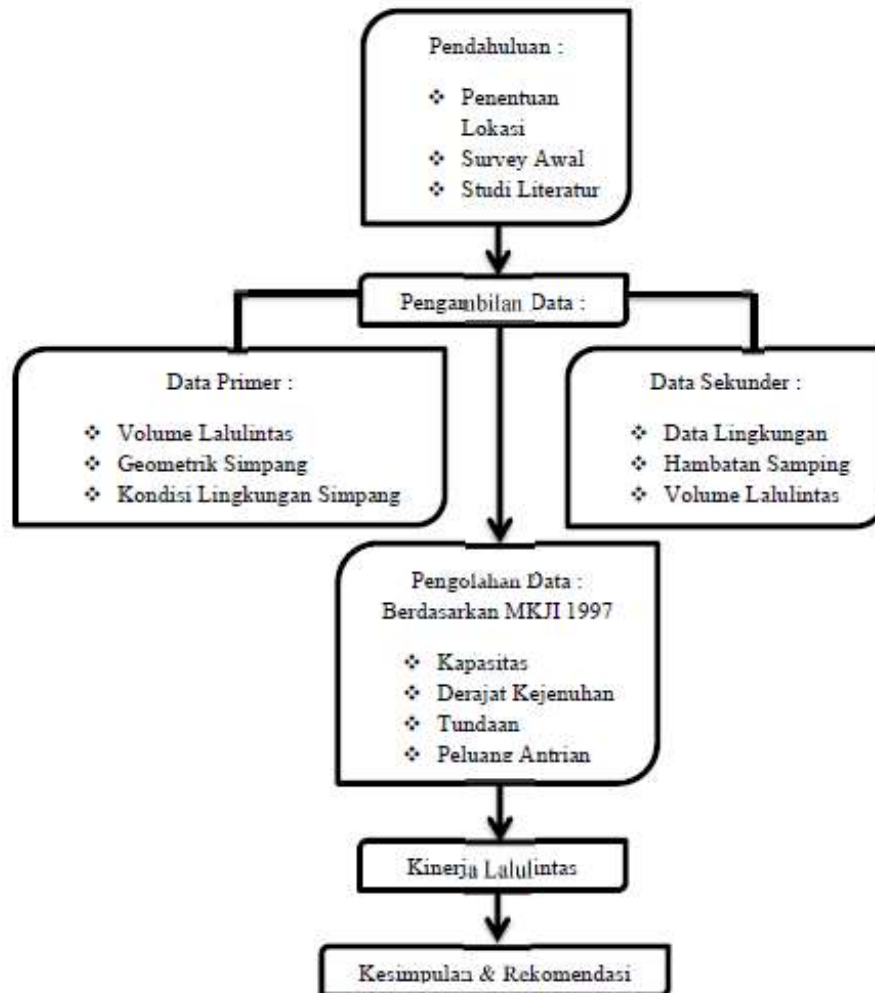 Pendahuluan :
❖ Penentuan
Lokasi
❖ Survey Awal
❖ Studi Literatur
Pengambilan Data :
Data Primer :
❖ Volume Lalulintas
❖ Geometrik Simpang
❖ Kondisi Lingkungan Simpang
Data Sekunder :
❖ Data Lingkungan
❖ Hambatan Samping
❖ Volume Lalulintas
Pengolahan Data :
Berdasarkan MKJI 1997
❖ Kapasitas
❖ Derajat Kejenuhan
❖ Tundaan
❖ Peluang Antrian
Kinerja Lalulintas
Kesimpulan & Rekomendasi